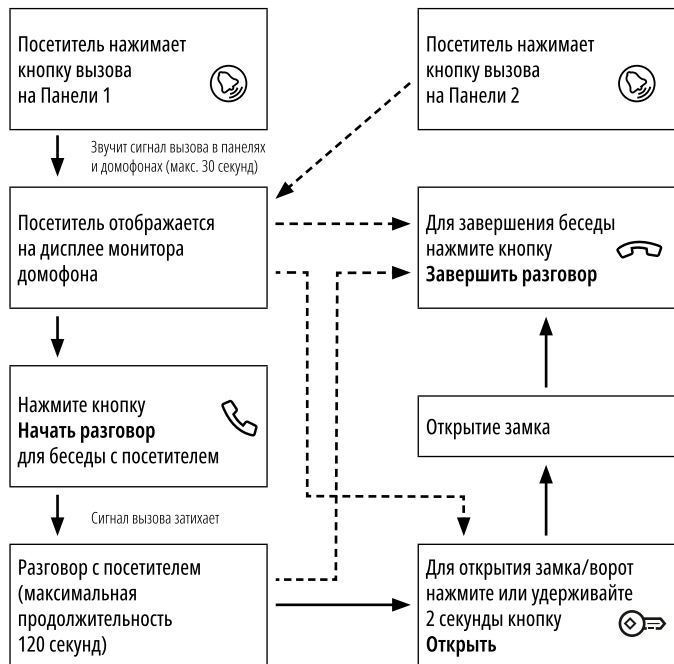 Посетитель нажимает
кнопку вызова
на Панели 1
Посетитель нажимает
кнопку вызова
на Панели 2
Звучит сигнал вызова в панелях
и домофонах (макс. 30 секунд)
Посетитель отображается
на дисплее монитора
домофона
Для завершения беседы
нажмите кнопку
Завершить разговор
Нажмите кнопку
Начать разговор
для беседы с посетителем
Открытие замка
Сигнал вызова затихает
Разговор с посетителем
(максимальная
продолжительность
120 секунд)
Для открытия замка/ворот
нажмите или удерживайте
2 секунды кнопку
Открыть